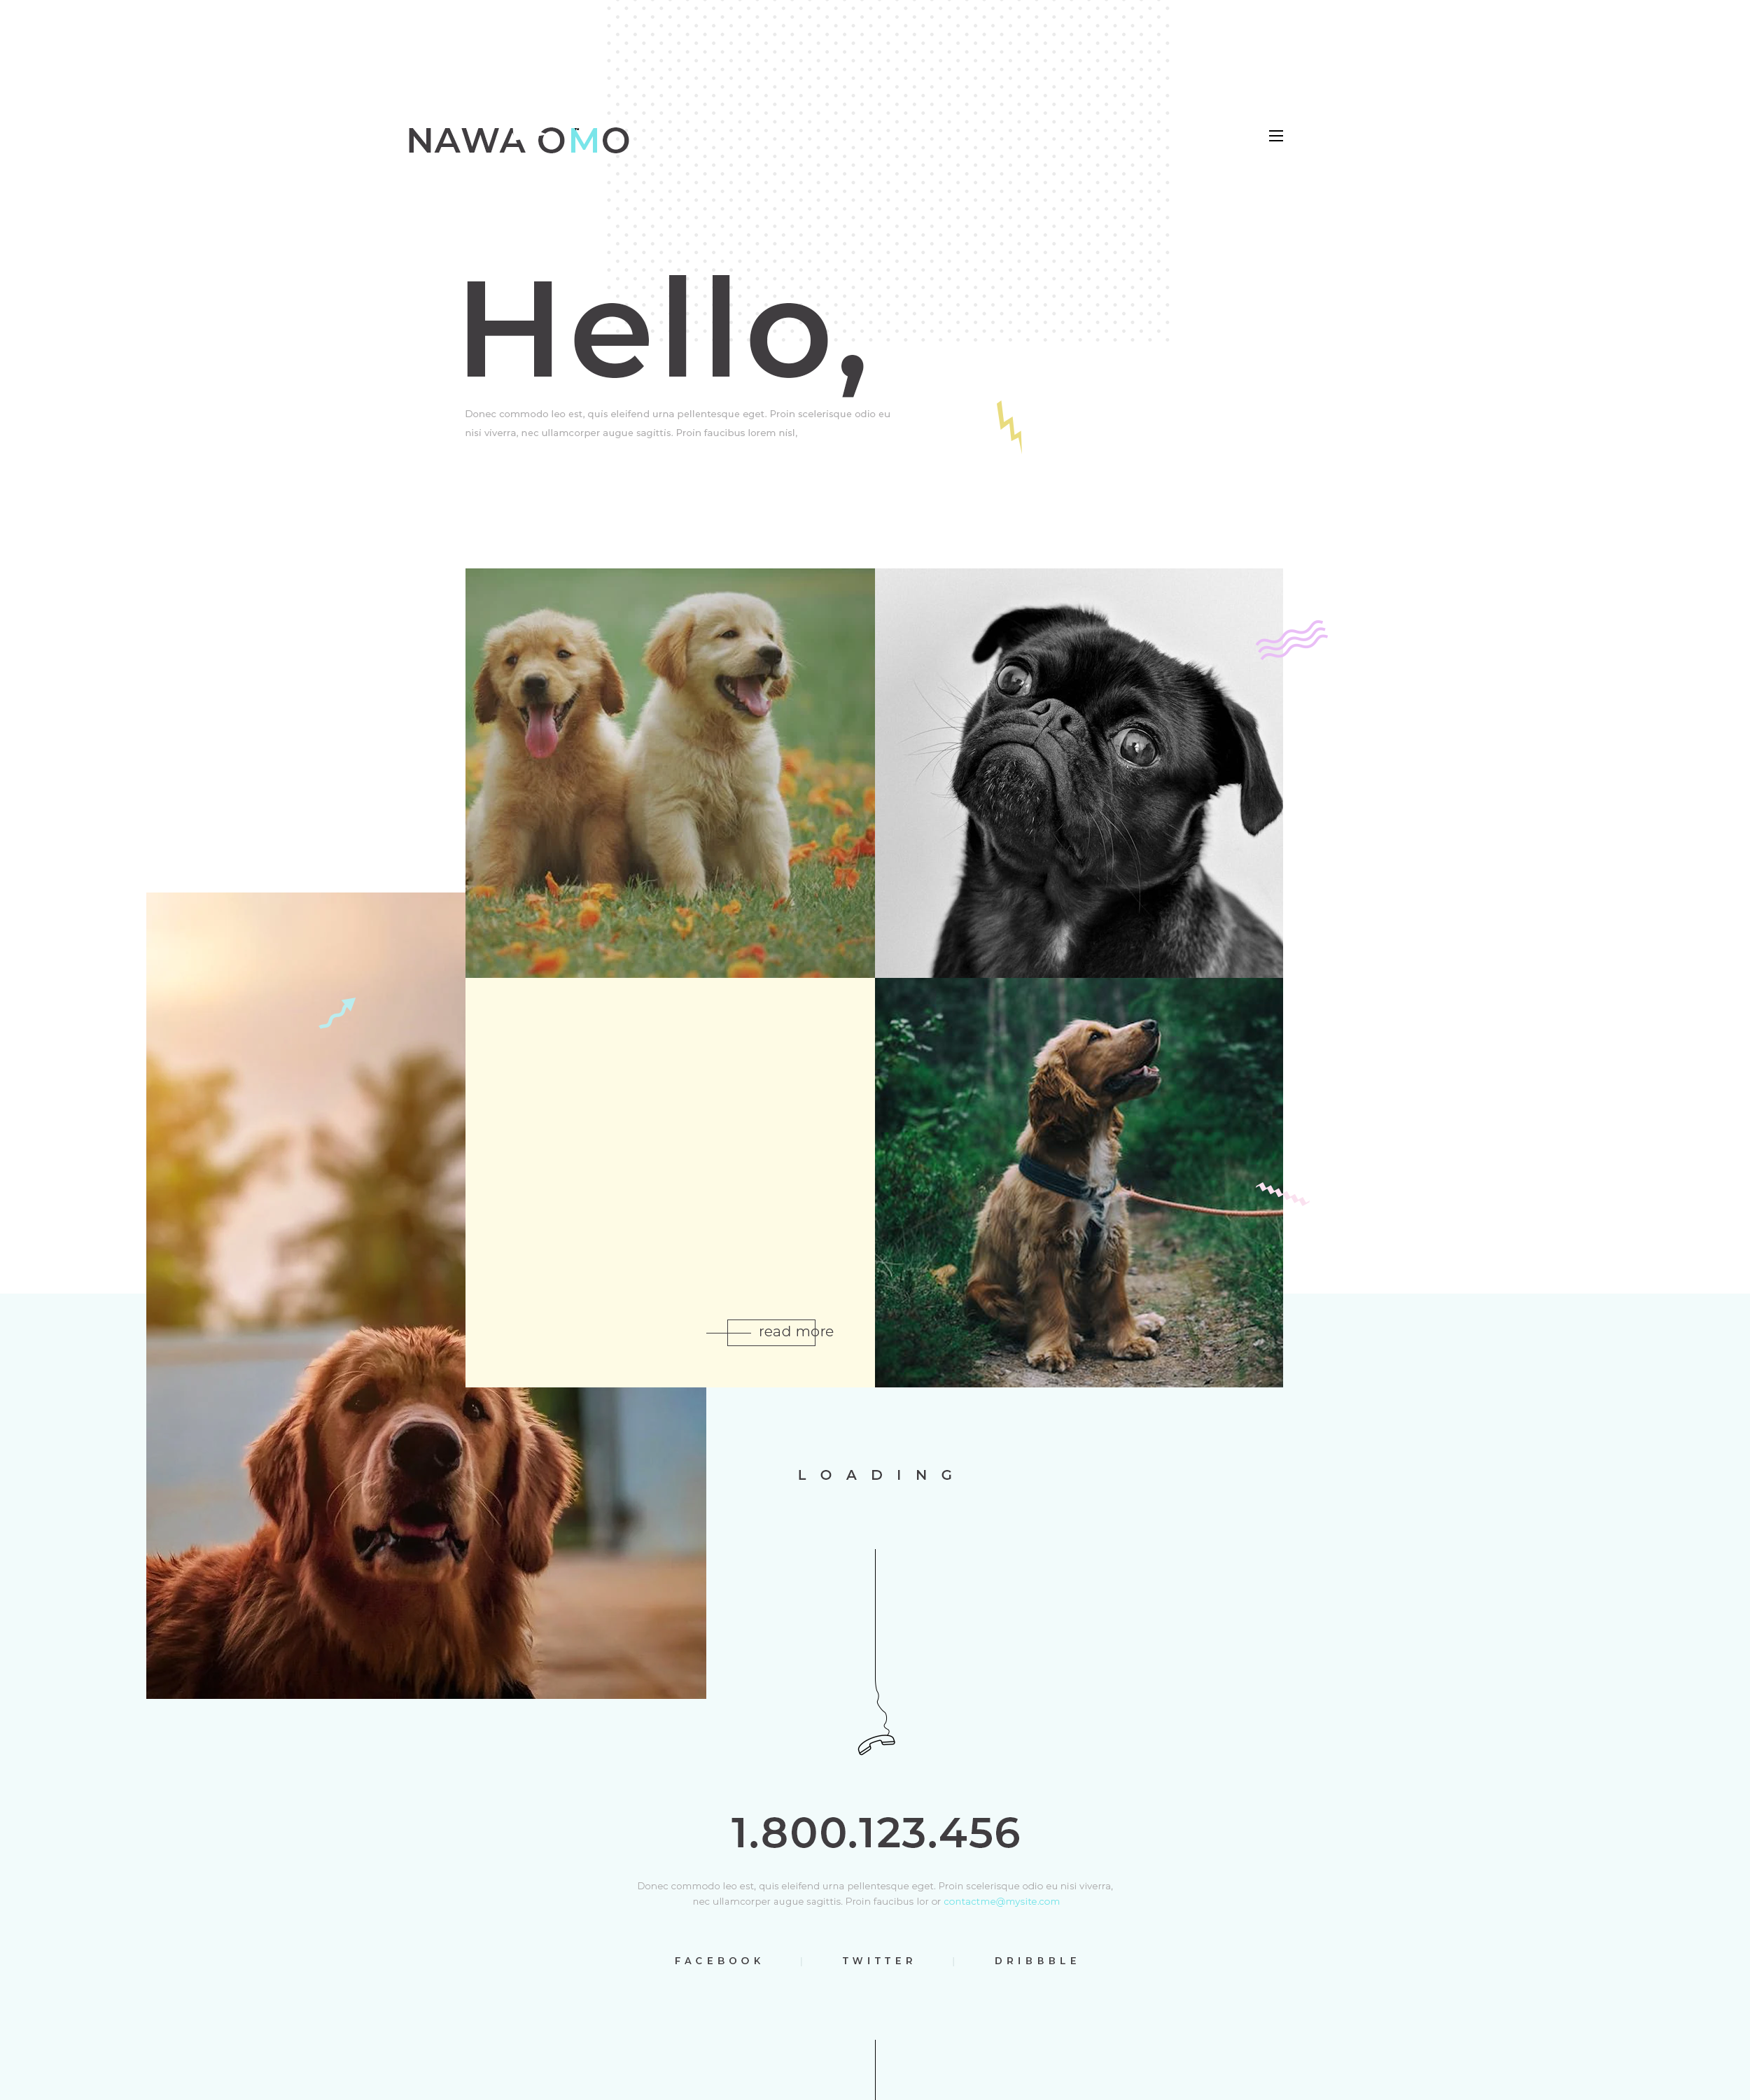 NAWA OMO
Hello,
Donec commodo leo est, quis eleifend urna pellentesque eget. Proin scelerisque odio eu
nisi viverra, nec ullamcorper augue sagittis. Proin faucibus lorem nisl,
read more
LOADING
1.800.123.456
Donec commodo leo est, quis eleifend urna pellentesque eget. Proin scelerisque odio eu nisi viverra,
nec ullamcorper augue sagittis. Proin faucibus lor or contactme@mysite.com
FACEBOOK | TWITTER | DRIBBBLE